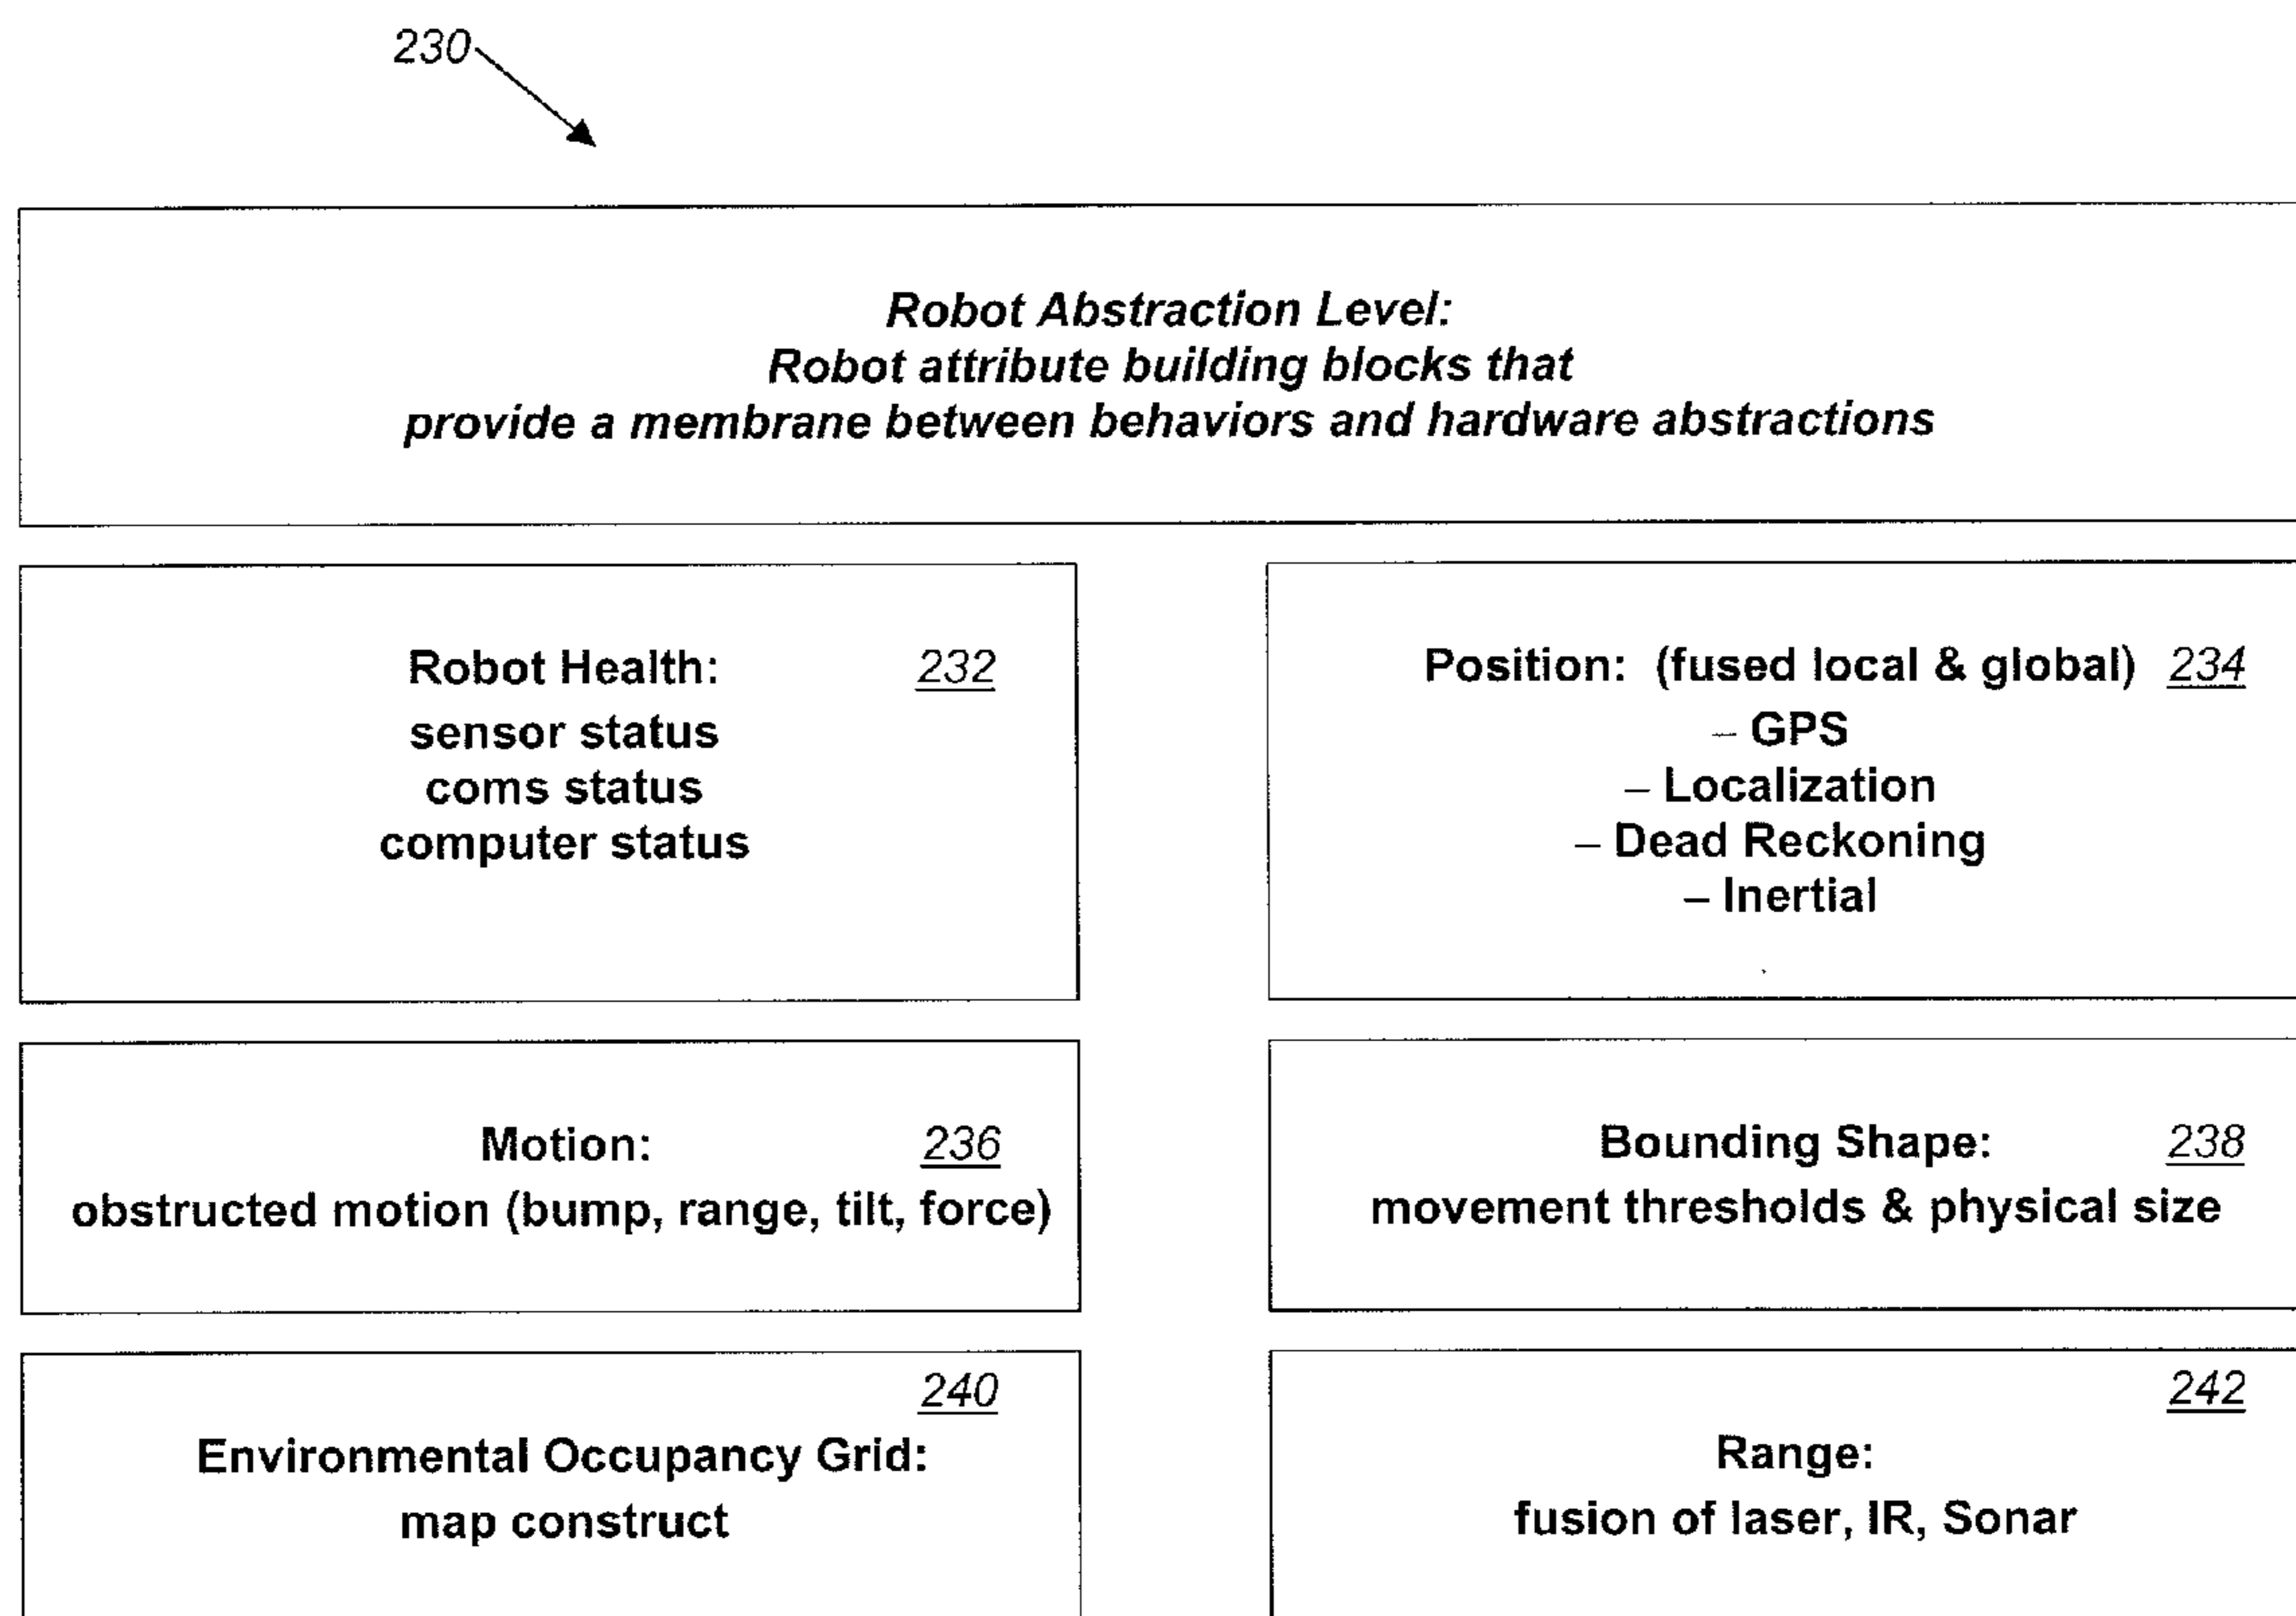 230
Robot Abstraction Level:
Robot attribute building blocks that
provide a membrane between behaviors and hardware abstractions
Robot Health: 232
sensor status
coms status
computer status
Position: (fused local & global) 234
– GPS
– Localization
– Dead Reckoning
– Inertial
Motion: 236
obstructed motion (bump, range, tilt, force)
Bounding Shape: 238
movement thresholds & physical size
240
Environmental Occupancy Grid:
map construct
242
Range:
fusion of laser, IR, Sonar